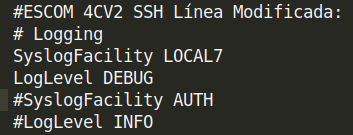 #ESCOM 4CV2 SSH Línea Modificada:
# Logging
SyslogFacility LOCAL7
LogLevel DEBUG
#SyslogFacility AUTH
#LogLevel INFO